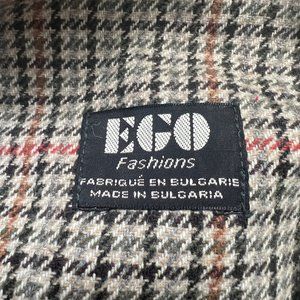 EGO
Fashions
FABRIQUÉ EN BULGARIE
MADE IN BULGARIA